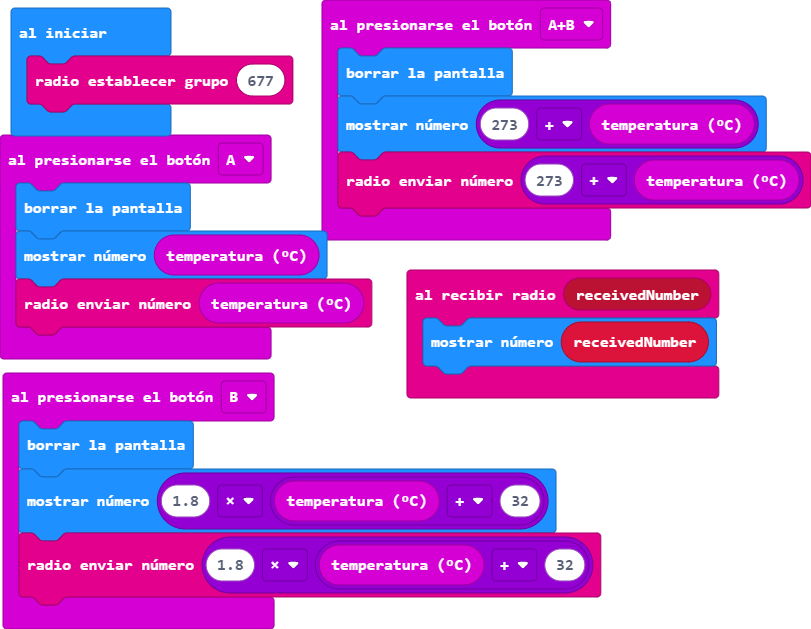 al iniciar
radio establecer grupo 677
al presionarse el botón A
borrar la pantalla
mostrar número temperatura (ºC)
radio enviar número temperatura (ºC)
al presionarse el botón B
borrar la pantalla
mostrar número 1.8 × temperatura (ºC) + 32
radio enviar número 1.8 × temperatura (ºC) + 32
al presionarse el botón A+B
borrar la pantalla
mostrar número 273 + temperatura (ºC)
radio enviar número 273 + temperatura (ºC)
al recibir radio receivedNumber
mostrar número receivedNumber